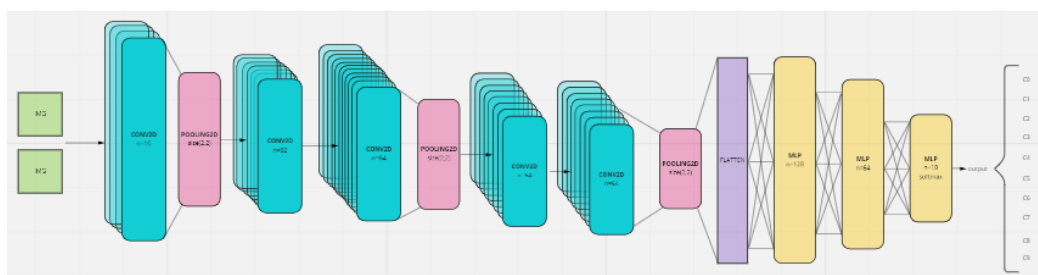 IMG
IMG
CONV2D
n=16
POOLING2D
size(2,2)
CONV2D
n=32
CONV2D
n=64
POOLING2D
size(2,2)
CONV2D
n=64
CONV2D
n=64
POOLING2D
size(2,2)
FLATTEN
MLP
n=128
MLP
n=64
MLP
n=10
softmax
output
C0
C1
C2
C3
C4
C5
C6
C7
C8
C9